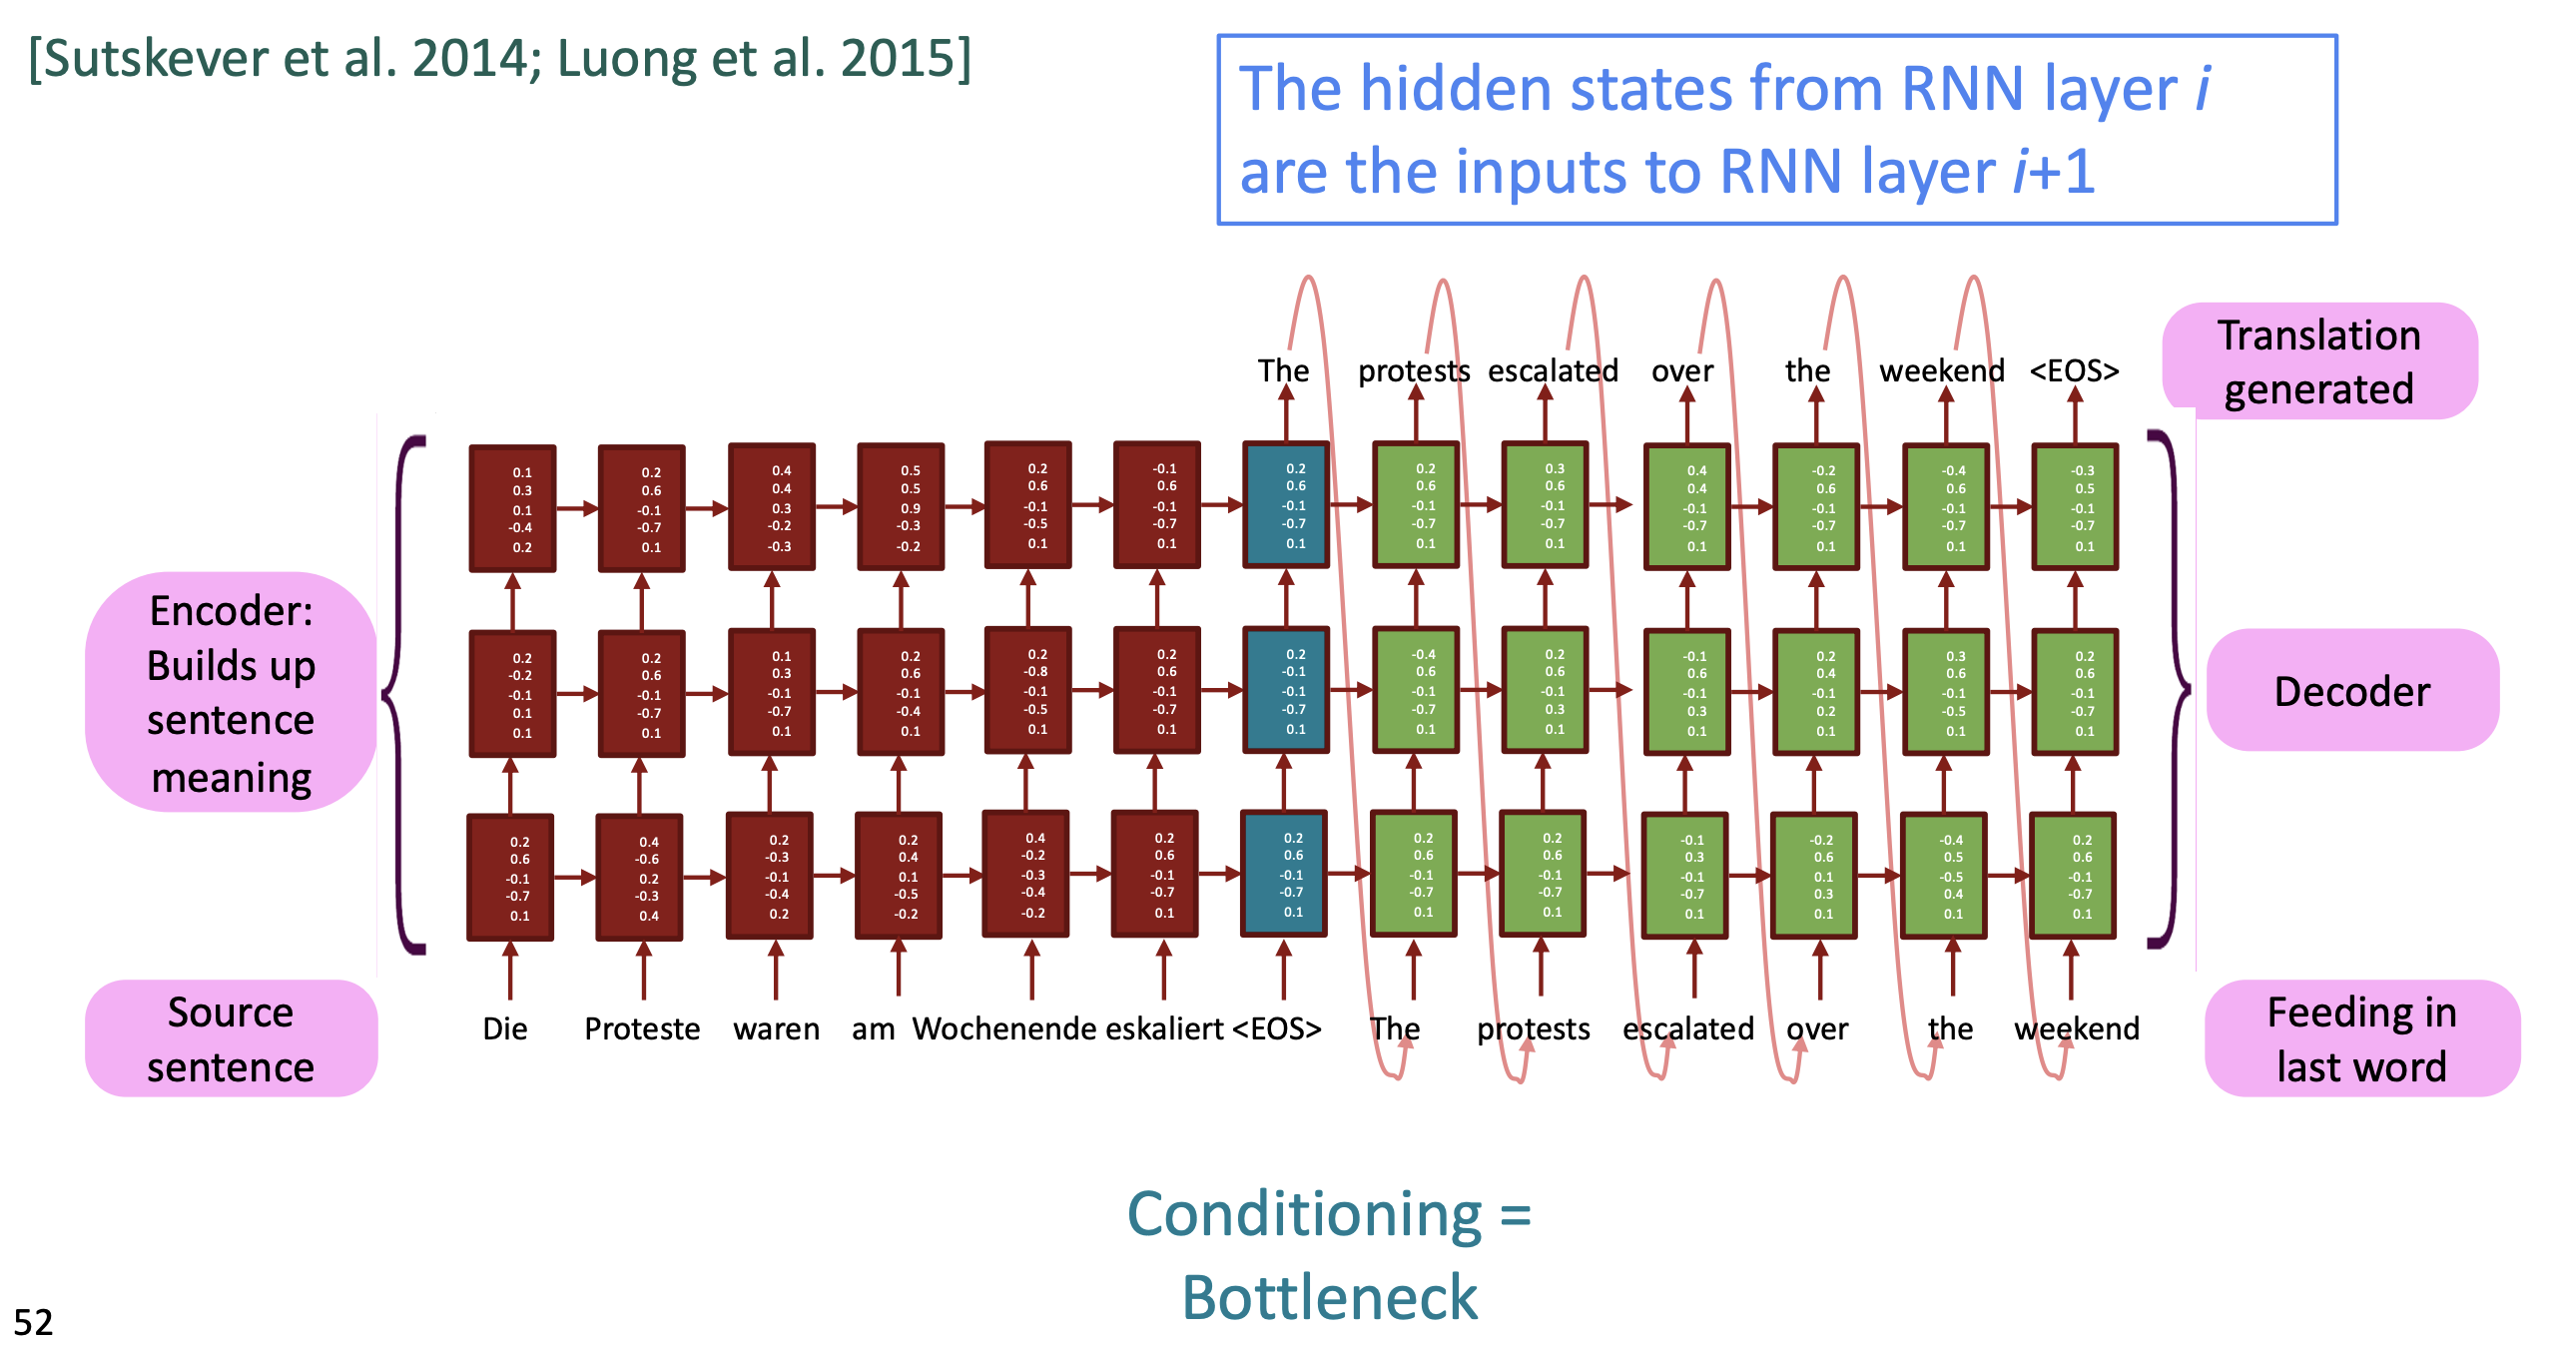 [Sutskever et al. 2014; Luong et al. 2015]
The hidden states from RNN layer i
are the inputs to RNN layer i+1
The protests escalated over the weekend <EOS>
Translation
generated
0.1 0.2 0.4 0.5 0.2 -0.1 0.2 0.2 0.3 0.4 -0.2 -0.4 -0.3
0.3 0.6 0.4 0.5 0.6 0.6 0.6 0.6 0.6 0.4 0.6 0.6 0.5
0.1 -0.1 0.3 0.9 -0.1 -0.1 -0.1 -0.1 -0.1 -0.1 -0.1 -0.1 -0.1
-0.4 -0.7 -0.2 -0.3 -0.5 -0.7 -0.7 -0.7 -0.7 -0.7 -0.7 -0.7 -0.7
0.2 0.1 -0.3 -0.2 0.1 0.1 0.1 0.1 0.1 0.1 0.1 0.1 0.1
Encoder:
Builds up
sentence
meaning
0.2 0.2 0.1 0.2 0.2 0.2 0.2 -0.4 0.2 -0.1 0.2 0.3 0.2
-0.2 0.6 0.3 0.6 -0.8 0.6 -0.1 0.6 0.6 0.6 0.4 0.6 0.6
-0.1 -0.1 -0.1 -0.1 -0.1 -0.1 -0.1 -0.1 -0.1 -0.1 -0.1 -0.1 -0.1
0.1 -0.7 -0.7 -0.4 -0.5 -0.7 -0.7 -0.7 0.3 0.3 0.2 -0.5 -0.7
0.1 0.1 0.1 0.1 0.1 0.1 0.1 0.1 0.1 0.1 0.1 0.1 0.1
Decoder
0.2 0.4 0.2 0.2 0.4 0.2 0.2 0.2 0.2 -0.1 -0.2 -0.4 0.2
0.6 -0.6 -0.3 0.4 -0.2 0.6 0.6 0.6 0.6 0.3 0.6 0.5 0.6
-0.1 0.2 -0.1 0.1 -0.3 -0.1 -0.1 -0.1 -0.1 -0.1 0.1 -0.5 -0.1
-0.7 -0.3 -0.4 -0.5 -0.4 -0.7 -0.7 -0.7 -0.7 -0.7 0.3 0.4 -0.7
0.1 0.4 0.2 -0.2 -0.2 0.1 0.1 0.1 0.1 0.1 0.1 0.1 0.1
Source
sentence
Die Proteste waren am Wochenende eskaliert <EOS> The protests escalated over the weekend
Feeding in
last word
Conditioning =
Bottleneck
52